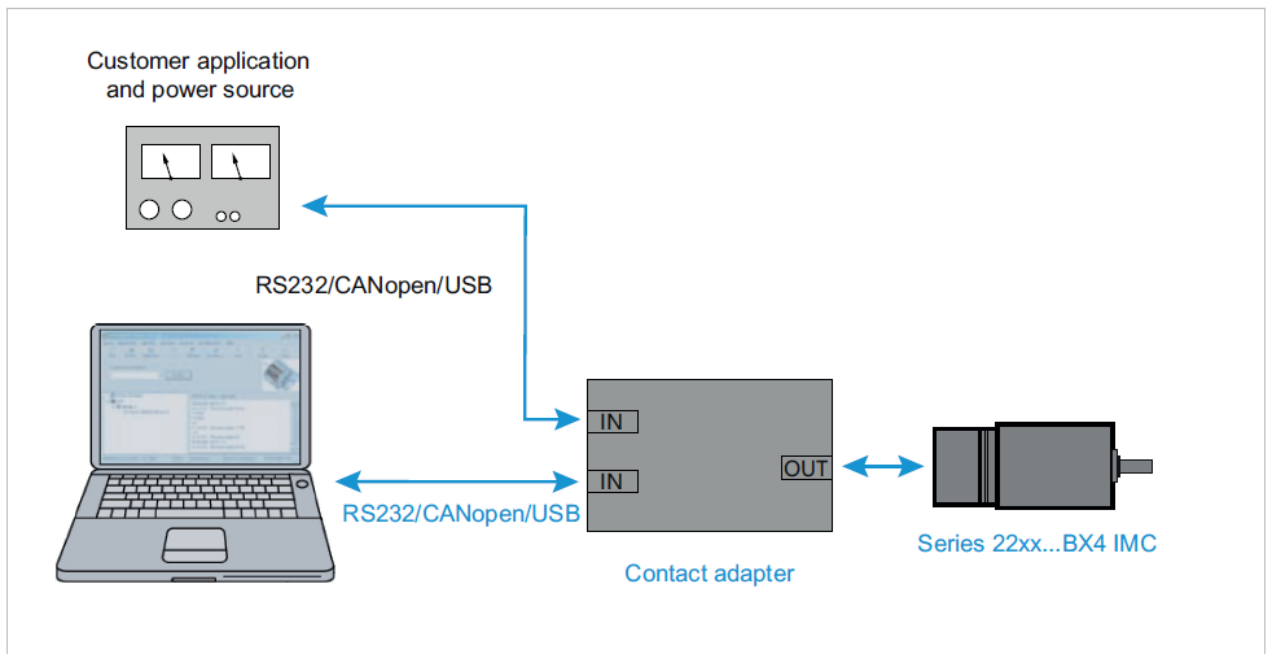 Customer application
and power source
RS232/CANopen/USB
IN
IN
OUT
RS232/CANopen/USB
Series 22xx...BX4 IMC
Contact adapter